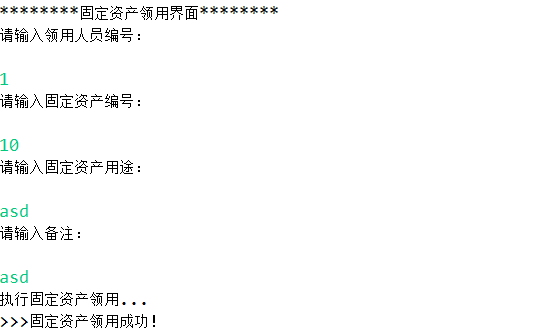 ********固定资产领用界面********
请输入领用人员编号:
1
请输入固定资产编号:
10
请输入固定资产用途:
asd
请输入备注:
asd
执行固定资产领用...
>>>固定资产领用成功!